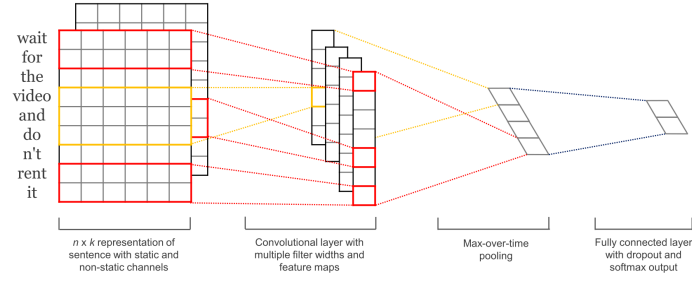 wait
for
the
video
and
do
n't
rent
it
n x k representation of
sentence with static and
non-static channels
Convolutional layer with
multiple filter widths and
feature maps
Max-over-time
pooling
Fully connected layer
with dropout and
softmax output